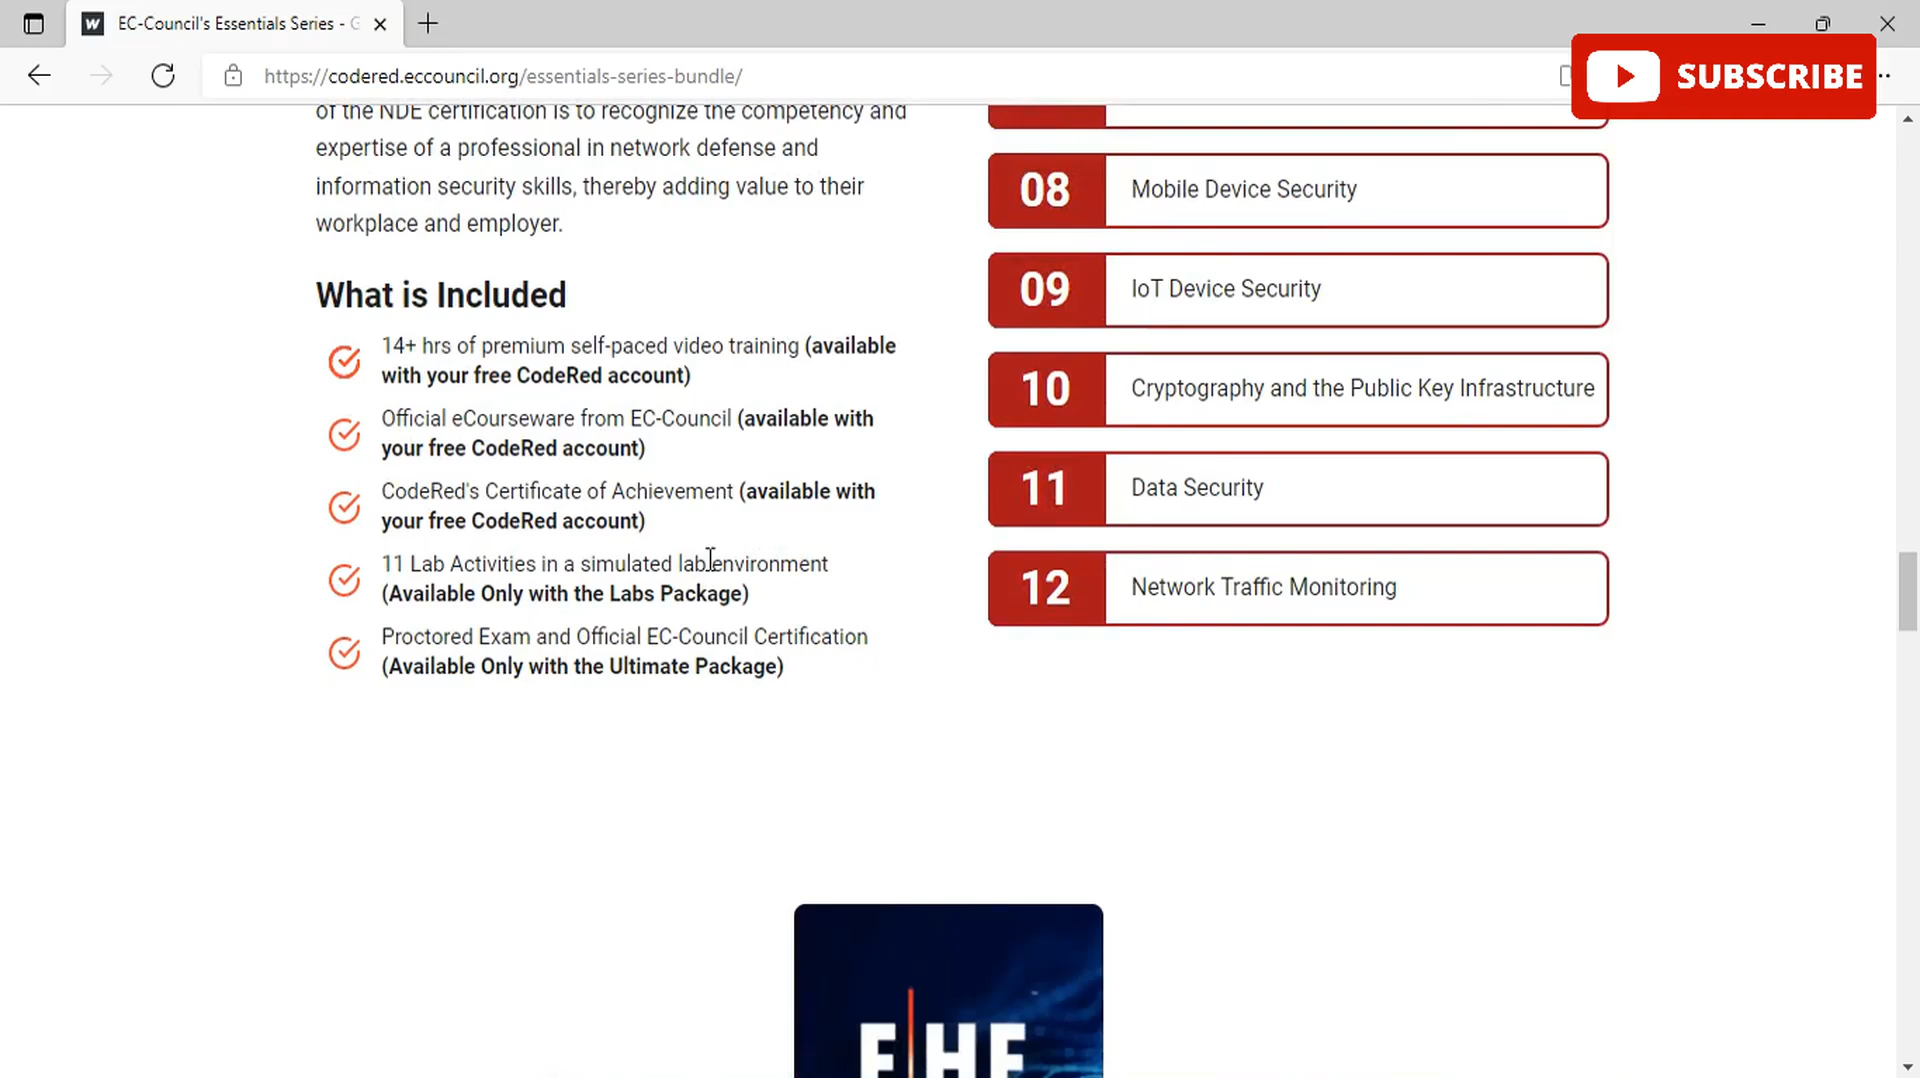 EC-Council's Essentials Series - G
https://codered.eccouncil.org/essentials-series-bundle/
SUBSCRIBE
of the NDE certification is to recognize the competency and
expertise of a professional in network defense and
information security skills, thereby adding value to their
workplace and employer.
What is Included
14+ hrs of premium self-paced video training (available
with your free CodeRed account)
Official eCourseware from EC-Council (available with
your free CodeRed account)
CodeRed's Certificate of Achievement (available with
your free CodeRed account)
11 Lab Activities in a simulated lab environment
(Available Only with the Labs Package)
Proctored Exam and Official EC-Council Certification
(Available Only with the Ultimate Package)
08 Mobile Device Security
09 IoT Device Security
10 Cryptography and the Public Key Infrastructure
11 Data Security
12 Network Traffic Monitoring
E|HE